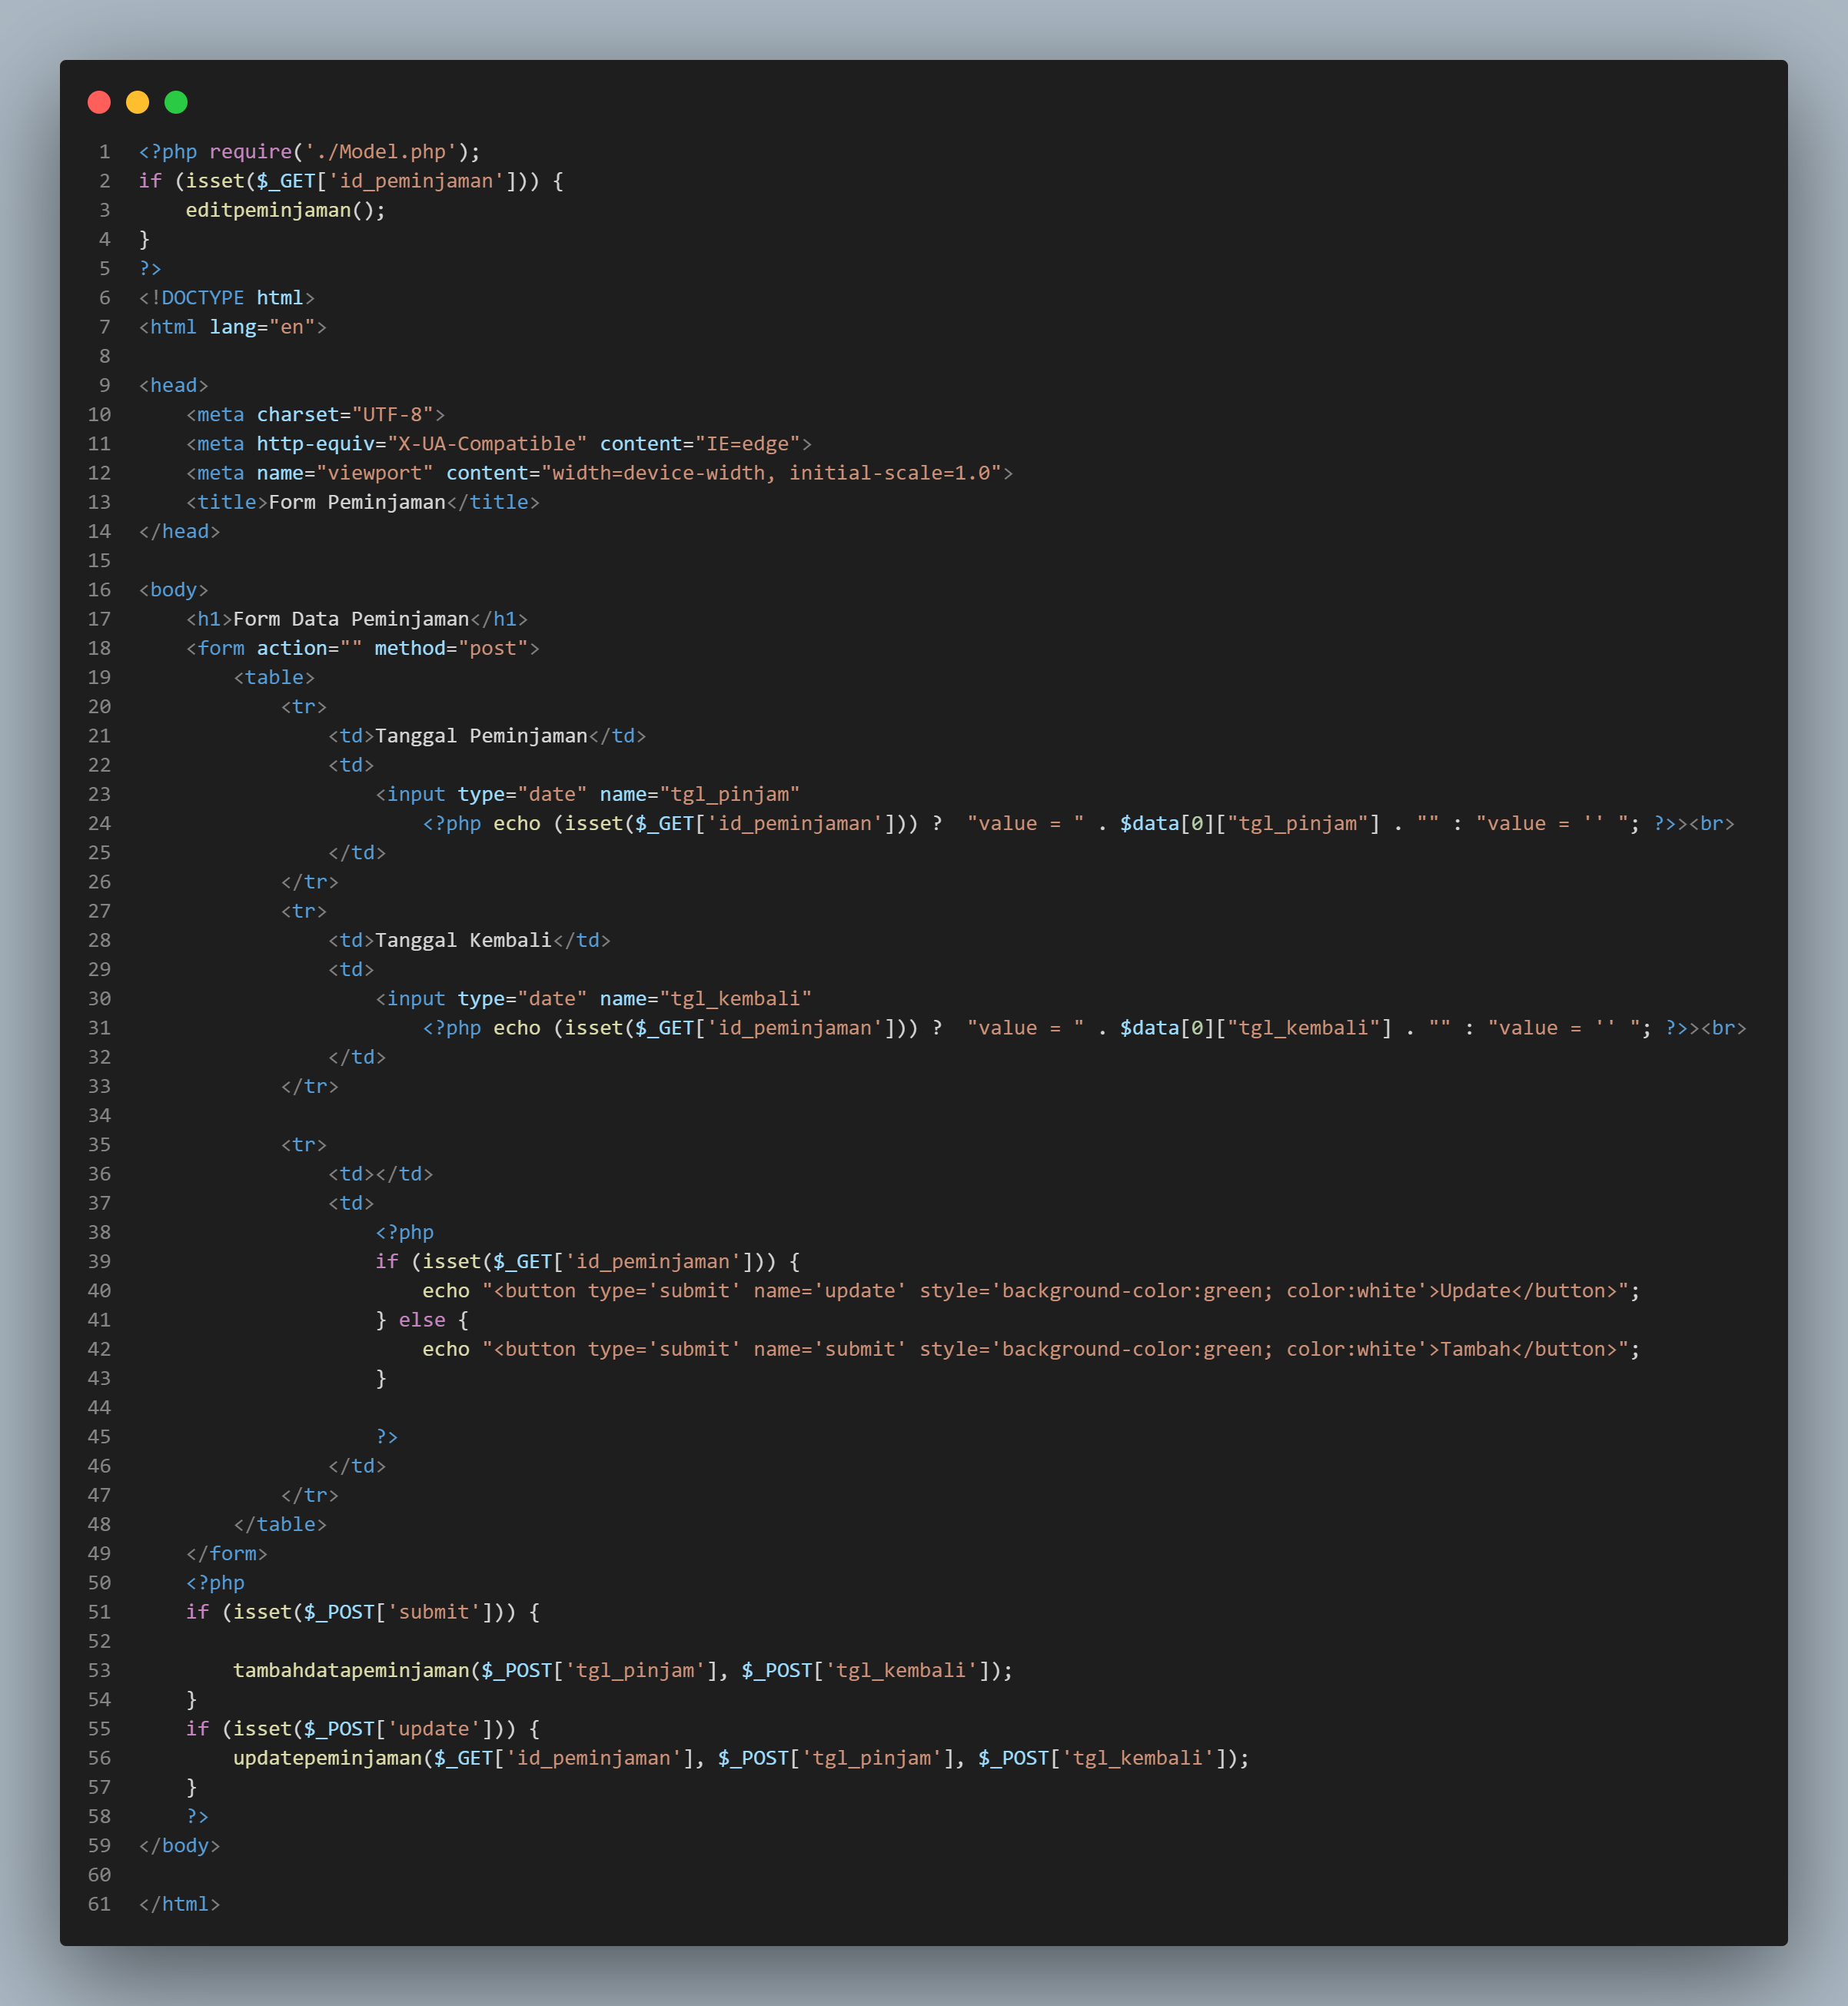 1 <?php require('./Model.php');
2 if (isset($_GET['id_peminjaman'])) {
3     editpeminjaman();
4 }
5 ?>
6 <!DOCTYPE html>
7 <html lang="en">
8
9 <head>
10     <meta charset="UTF-8">
11     <meta http-equiv="X-UA-Compatible" content="IE=edge">
12     <meta name="viewport" content="width=device-width, initial-scale=1.0">
13     <title>Form Peminjaman</title>
14 </head>
15
16 <body>
17     <h1>Form Data Peminjaman</h1>
18     <form action="" method="post">
19         <table>
20             <tr>
21                 <td>Tanggal Peminjaman</td>
22                 <td>
23                     <input type="date" name="tgl_pinjam"
24                         <?php echo (isset($_GET['id_peminjaman'])) ?  "value = " . $data[0]["tgl_pinjam"] . "" : "value = '' "; ?>><br>
25                 </td>
26             </tr>
27             <tr>
28                 <td>Tanggal Kembali</td>
29                 <td>
30                     <input type="date" name="tgl_kembali"
31                         <?php echo (isset($_GET['id_peminjaman'])) ?  "value = " . $data[0]["tgl_kembali"] . "" : "value = '' "; ?>><br>
32                 </td>
33             </tr>
34
35             <tr>
36                 <td></td>
37                 <td>
38                     <?php
39                     if (isset($_GET['id_peminjaman'])) {
40                         echo "<button type='submit' name='update' style='background-color:green; color:white'>Update</button>";
41                     } else {
42                         echo "<button type='submit' name='submit' style='background-color:green; color:white'>Tambah</button>";
43                     }
44
45                     ?>
46                 </td>
47             </tr>
48         </table>
49     </form>
50     <?php
51     if (isset($_POST['submit'])) {
52
53         tambahdatapeminjaman($_POST['tgl_pinjam'], $_POST['tgl_kembali']);
54     }
55     if (isset($_POST['update'])) {
56         updatepeminjaman($_GET['id_peminjaman'], $_POST['tgl_pinjam'], $_POST['tgl_kembali']);
57     }
58     ?>
59 </body>
60
61 </html>